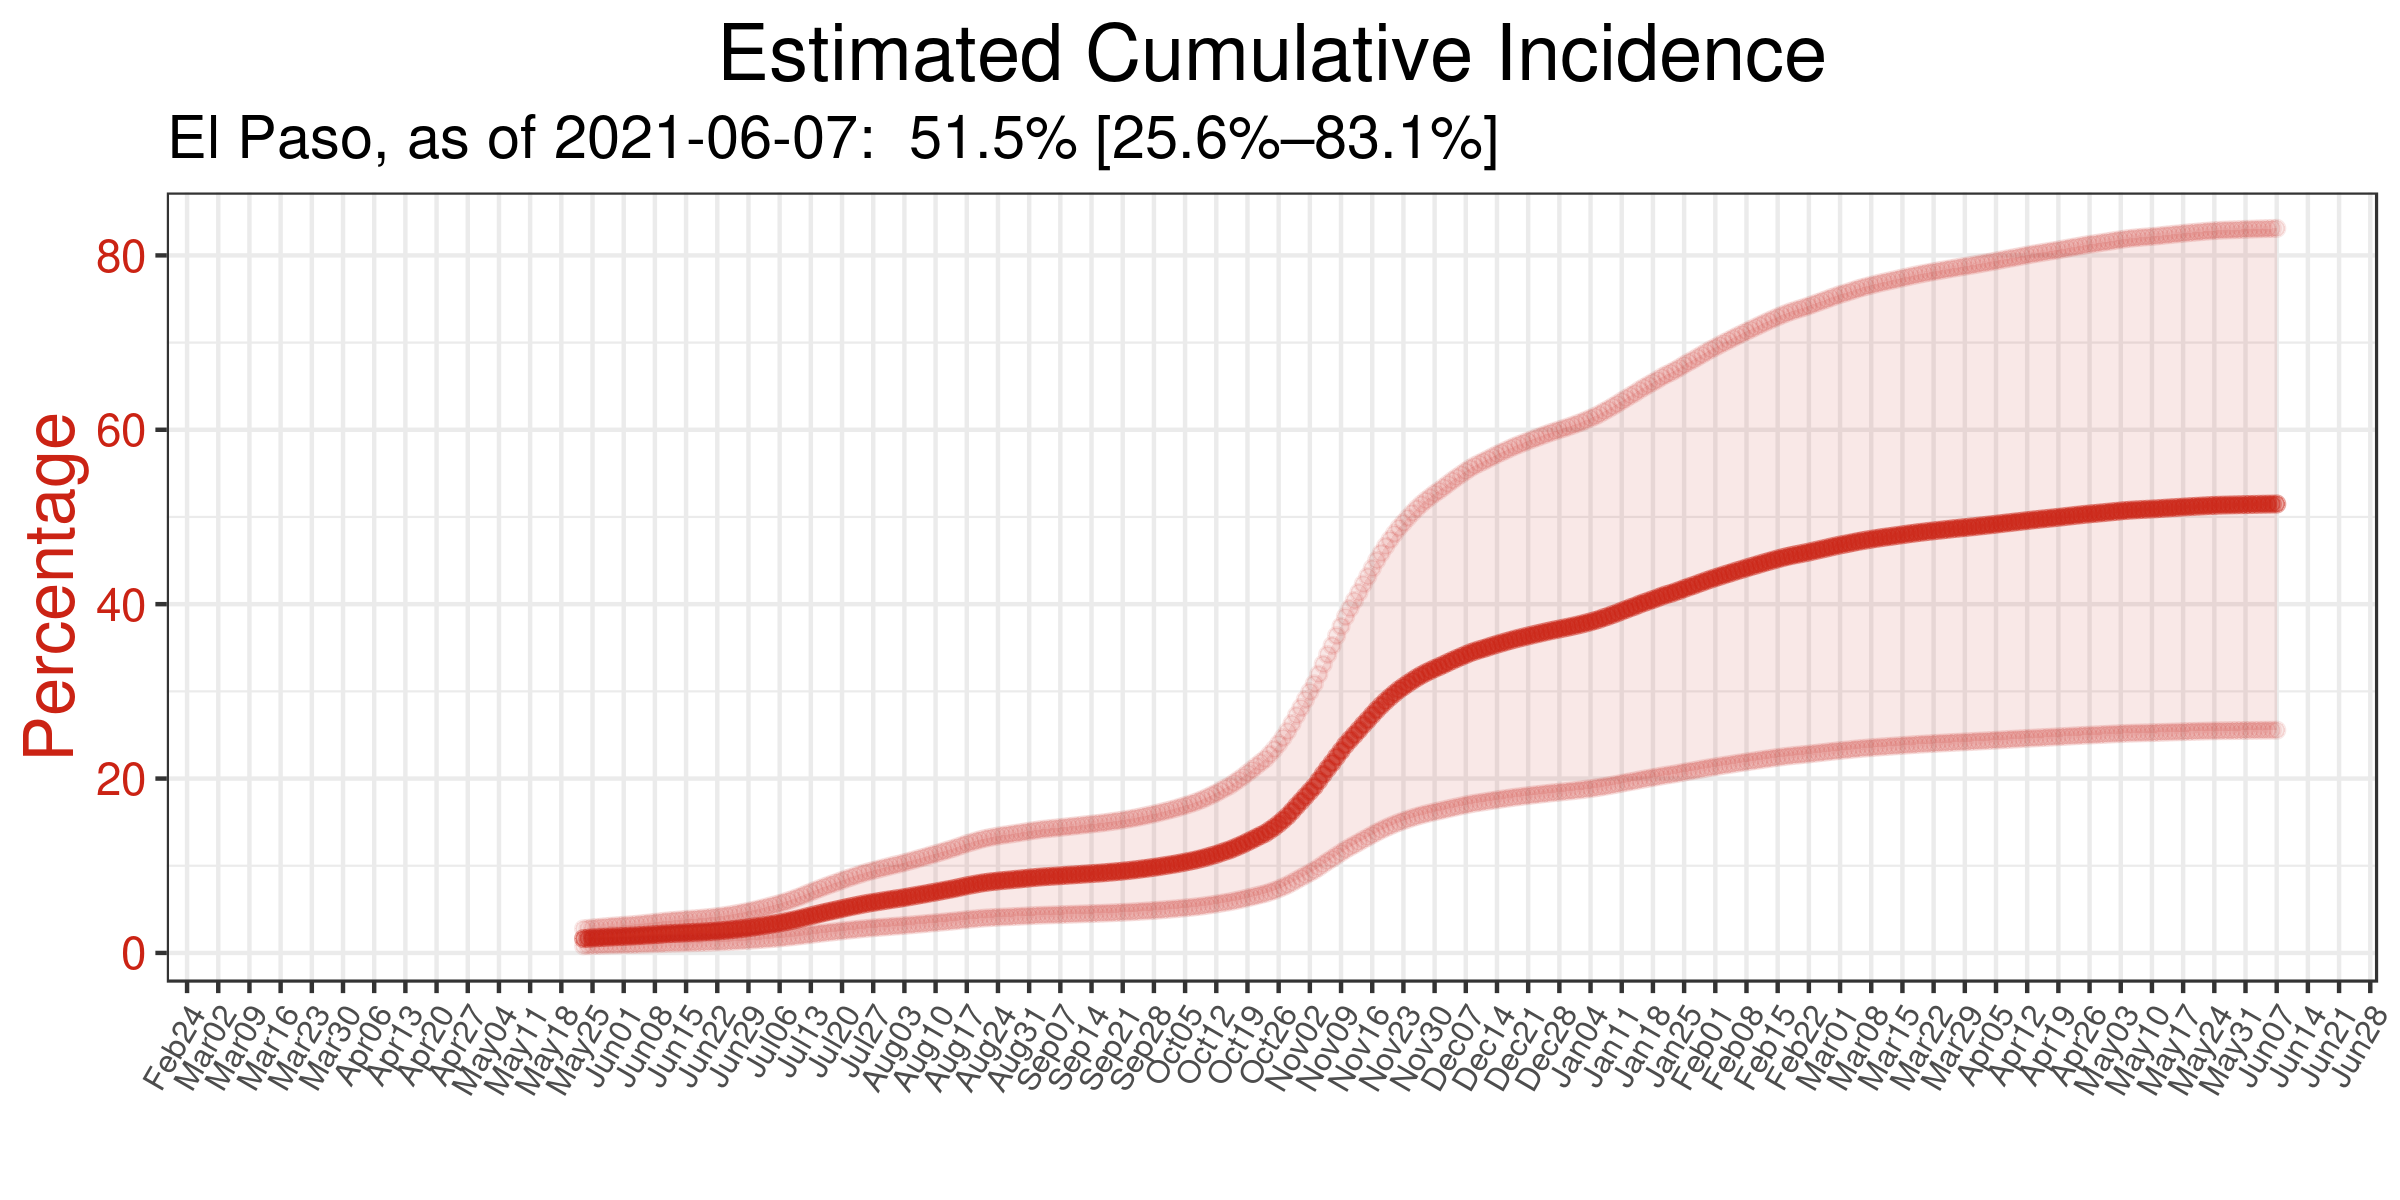 Estimated Cumulative Incidence
El Paso, as of 2021-06-07:  51.5% [25.6%–83.1%]
Percentage
80
60
40
20
0
Feb24
Mar02
Mar09
Mar16
Mar23
Mar30
Apr06
Apr13
Apr20
Apr27
May04
May11
May18
May25
Jun01
Jun08
Jun15
Jun22
Jun29
Jul06
Jul13
Jul20
Jul27
Aug03
Aug10
Aug17
Aug24
Aug31
Sep07
Sep14
Sep21
Sep28
Oct05
Oct12
Oct19
Oct26
Nov02
Nov09
Nov16
Nov23
Nov30
Dec07
Dec14
Dec21
Dec28
Jan04
Jan11
Jan18
Jan25
Feb01
Feb08
Feb15
Feb22
Mar01
Mar08
Mar15
Mar22
Mar29
Apr05
Apr12
Apr19
Apr26
May03
May10
May17
May24
May31
Jun07
Jun14
Jun21
Jun28